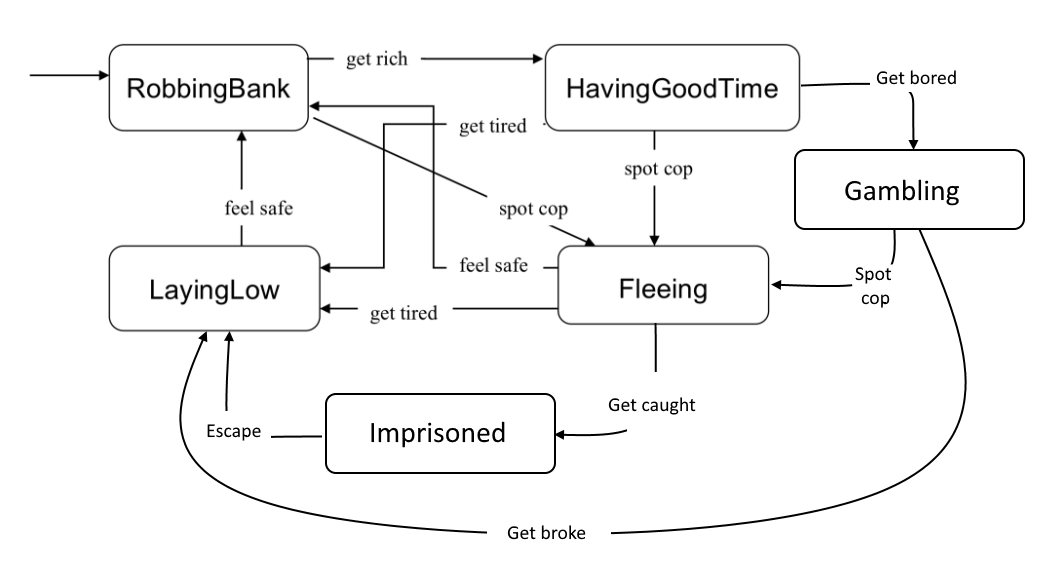 get rich
RobbingBank
HavingGoodTime
Get bored
get tired
spot cop
Gambling
feel safe
spot cop
feel safe
Spot
cop
LayingLow
Fleeing
get tired
Get caught
Escape
Imprisoned
Get broke